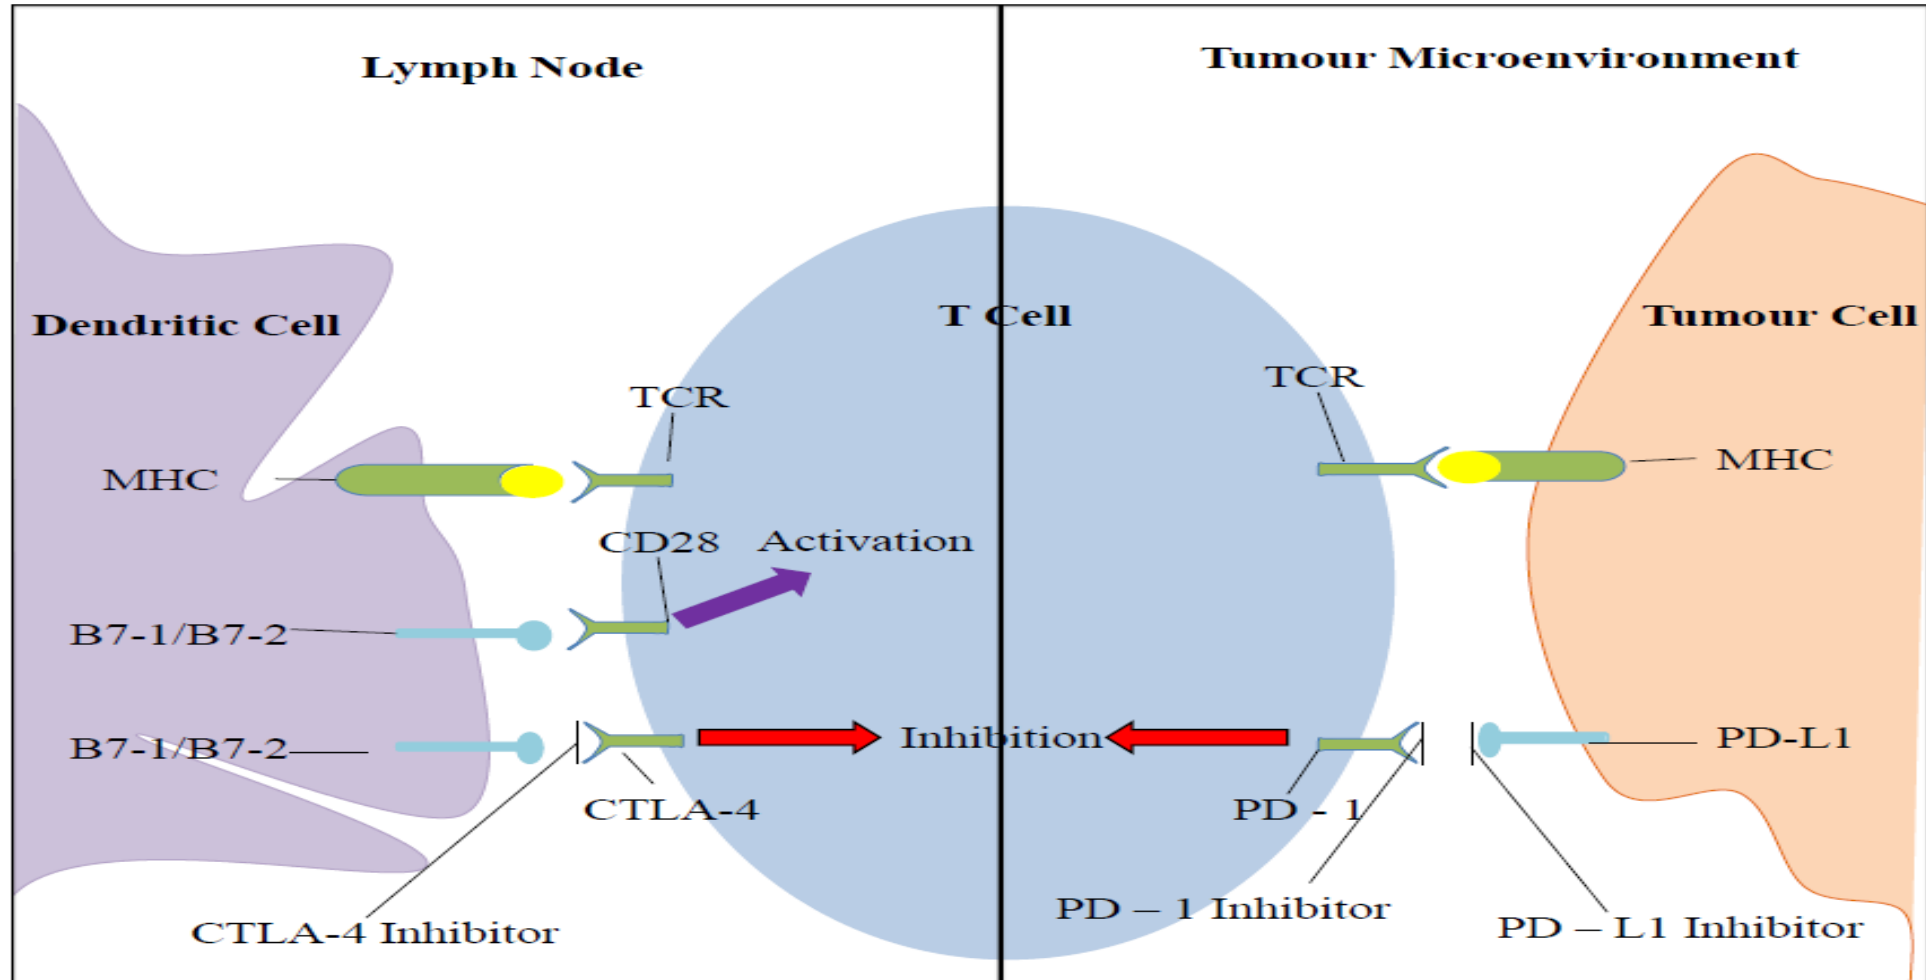 Lymph Node
Tumour Microenvironment
Dendritic Cell
T Cell
Tumour Cell
TCR
TCR
MHC
MHC
CD28
Activation
B7-1/B7-2
B7-1/B7-2
Inhibition
PD-L1
CTLA-4
PD - 1
CTLA-4 Inhibitor
PD – 1 Inhibitor
PD – L1 Inhibitor